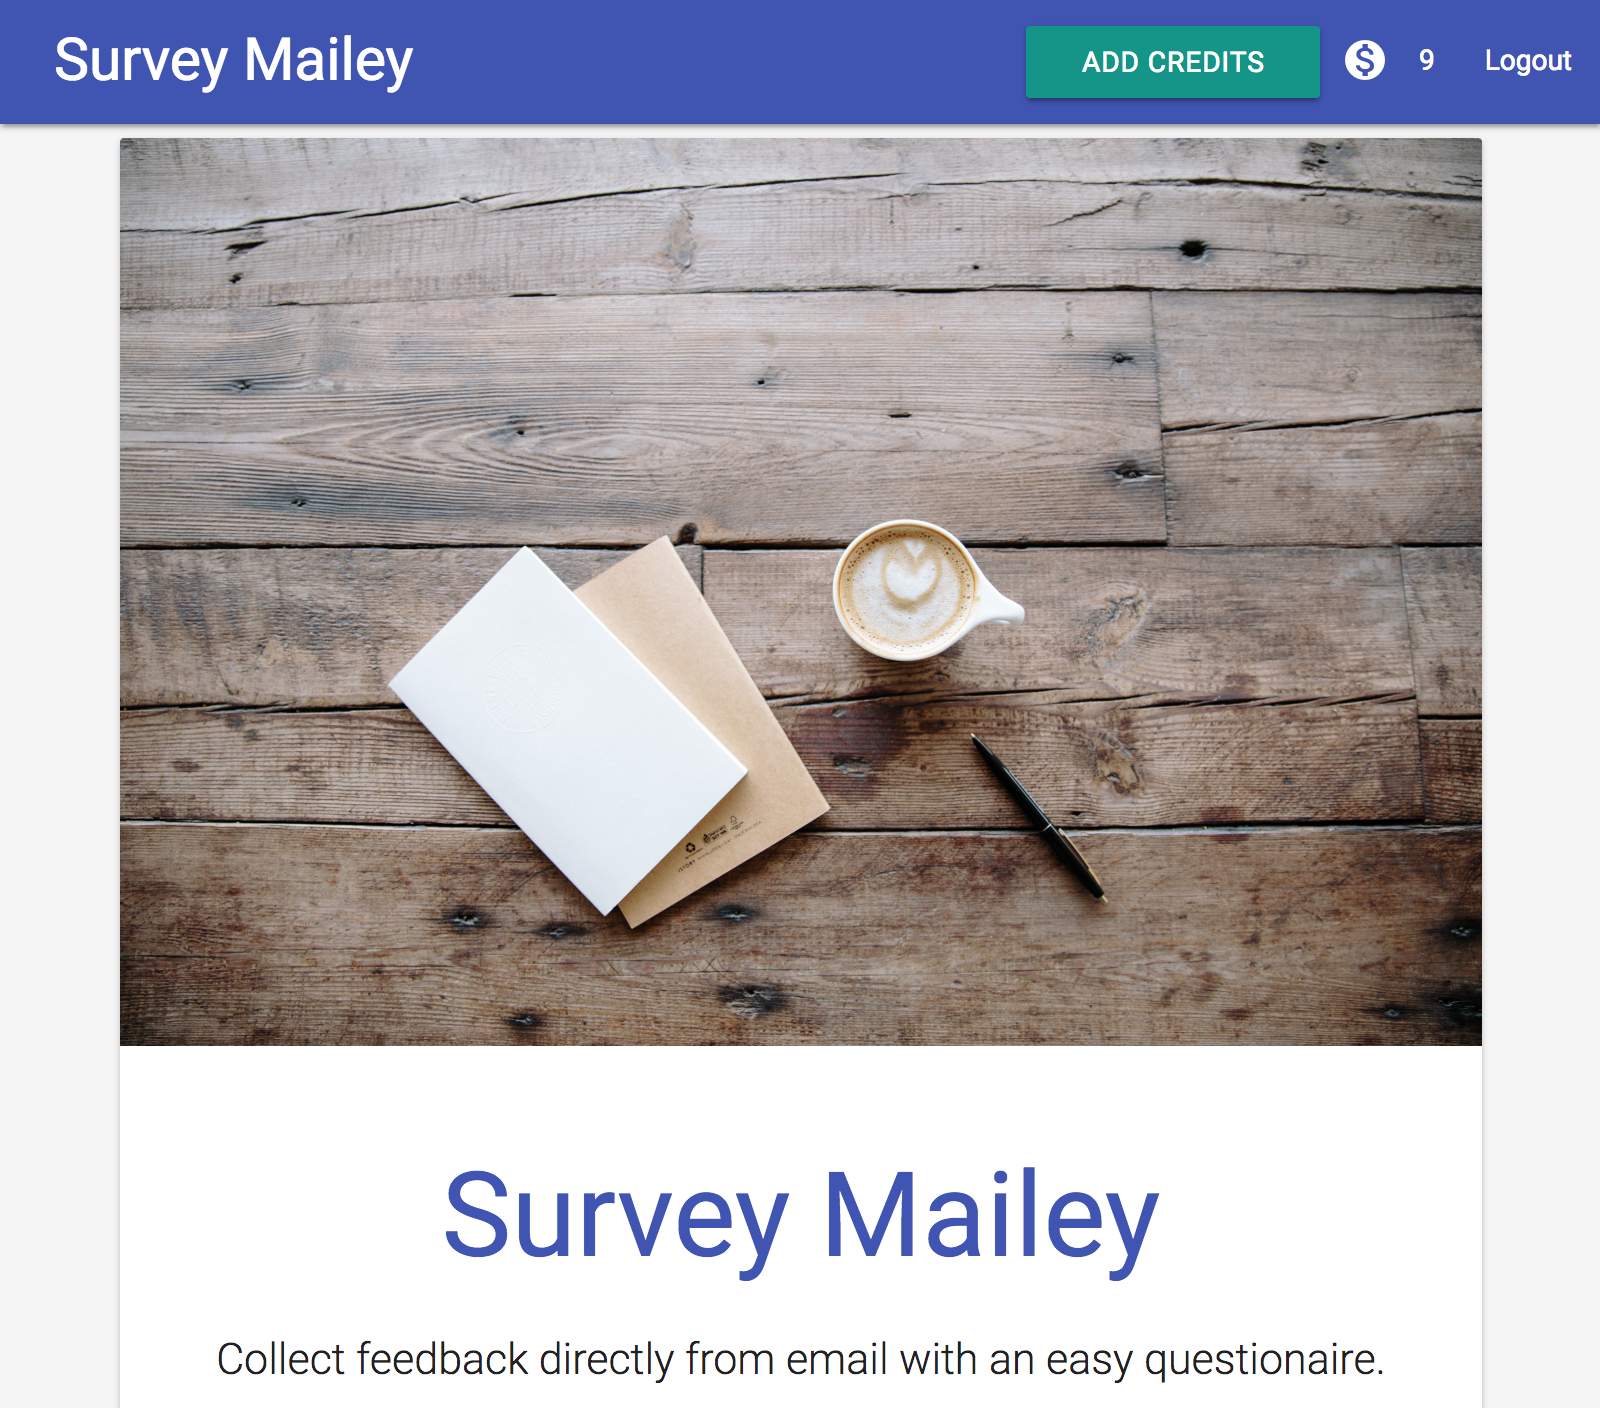 Survey Mailey
ADD CREDITS
$ 9
Logout
Survey Mailey
Collect feedback directly from email with an easy questionaire.